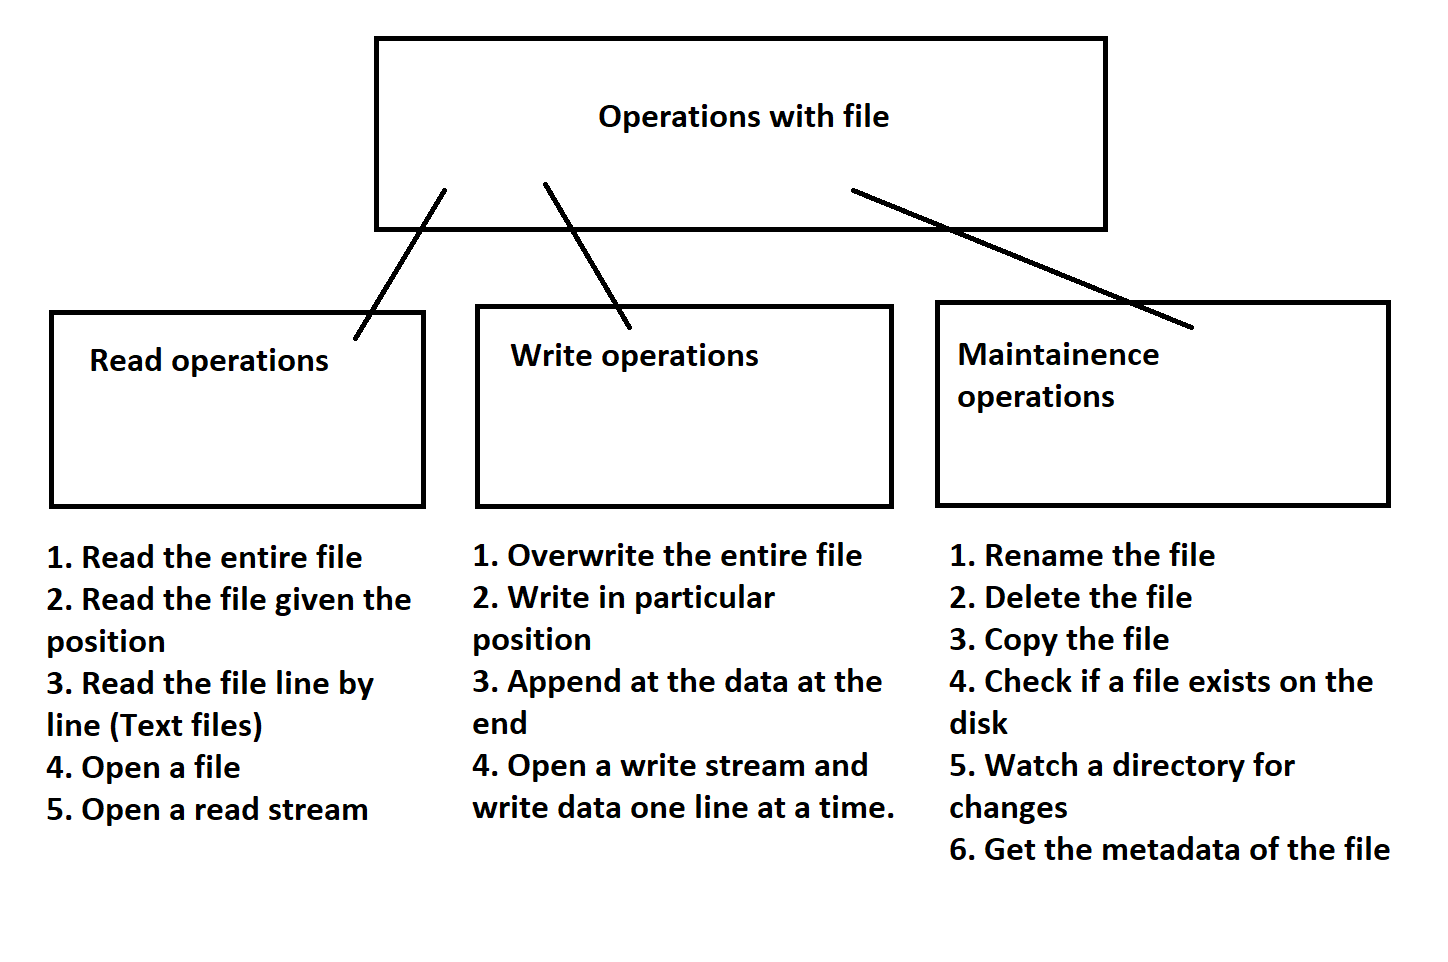 Operations with file
Read operations
Write operations
Maintainence
operations
1. Read the entire file
2. Read the file given the
position
3. Read the file line by
line (Text files)
4. Open a file
5. Open a read stream
1. Overwrite the entire file
2. Write in particular
position
3. Append at the data at the
end
4. Open a write stream and
write data one line at a time.
1. Rename the file
2. Delete the file
3. Copy the file
4. Check if a file exists on the
disk
5. Watch a directory for
changes
6. Get the metadata of the file